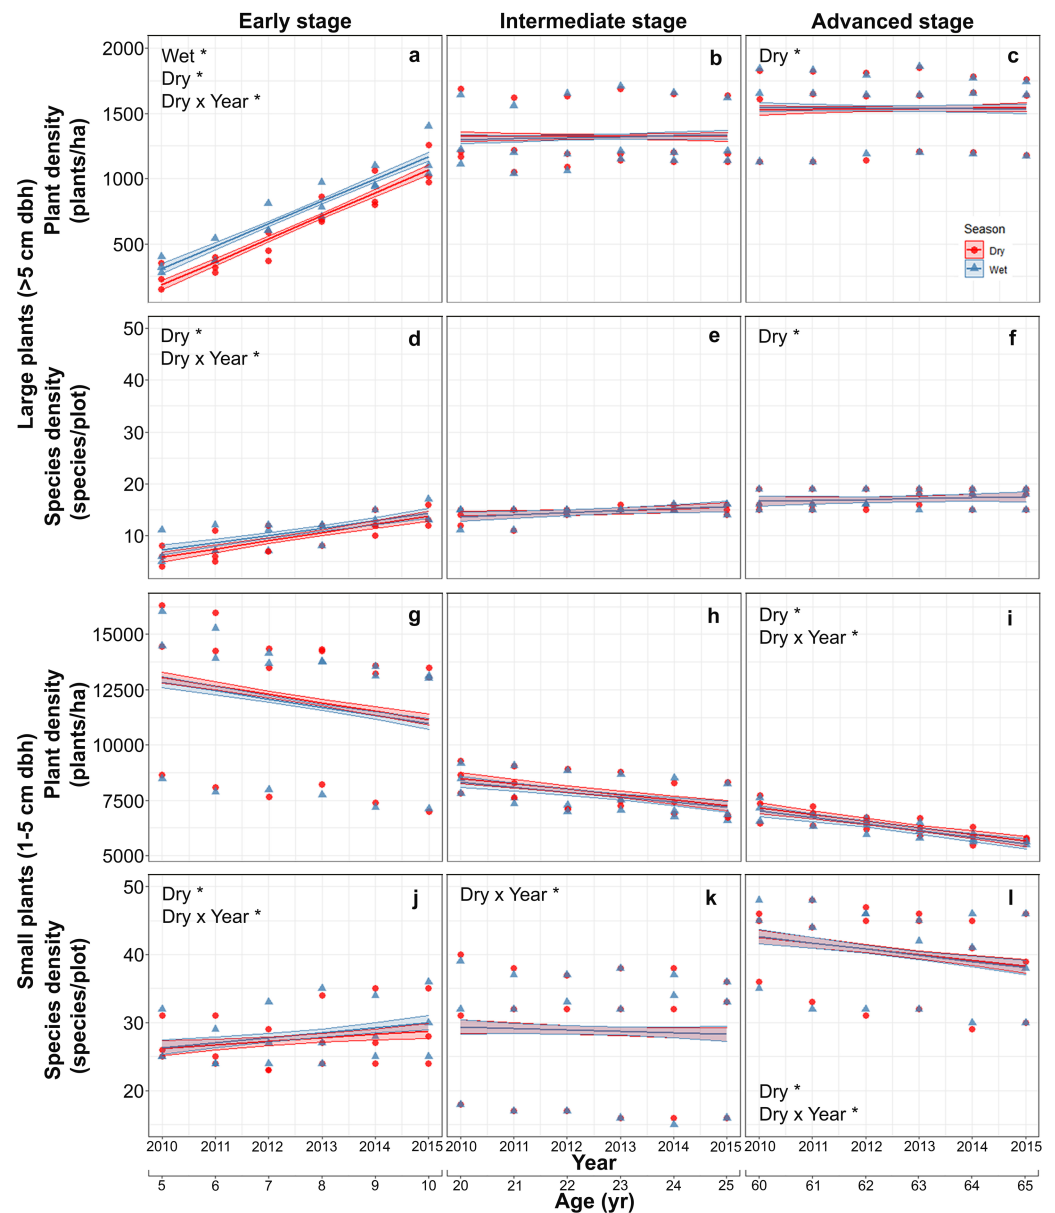 Early stage
Intermediate stage
Advanced stage
Large plants (>5 cm dbh)
Plant density
(plants/ha)
2000
1500
1000
500
Wet *
Dry *
Dry x Year *
a
b
Dry *
c
Season
Dry
Wet
Species density
(species/plot)
50
40
30
20
10
Dry *
Dry x Year *
d
e
Dry *
f
Small plants (1-5 cm dbh)
Plant density
(plants/ha)
15000
12500
10000
7500
5000
g
h
Dry *
Dry x Year *
i
Species density
(species/plot)
50
40
30
20
Dry *
Dry x Year *
j
Dry x Year *
k
l
Dry *
Dry x Year *
2010 2011 2012 2013 2014 2015 2010 2011 2012 2013 2014 2015 2010 2011 2012 2013 2014 2015
Year
5 6 7 8 9 10 20 21 22 23 24 25 60 61 62 63 64 65
Age (yr)